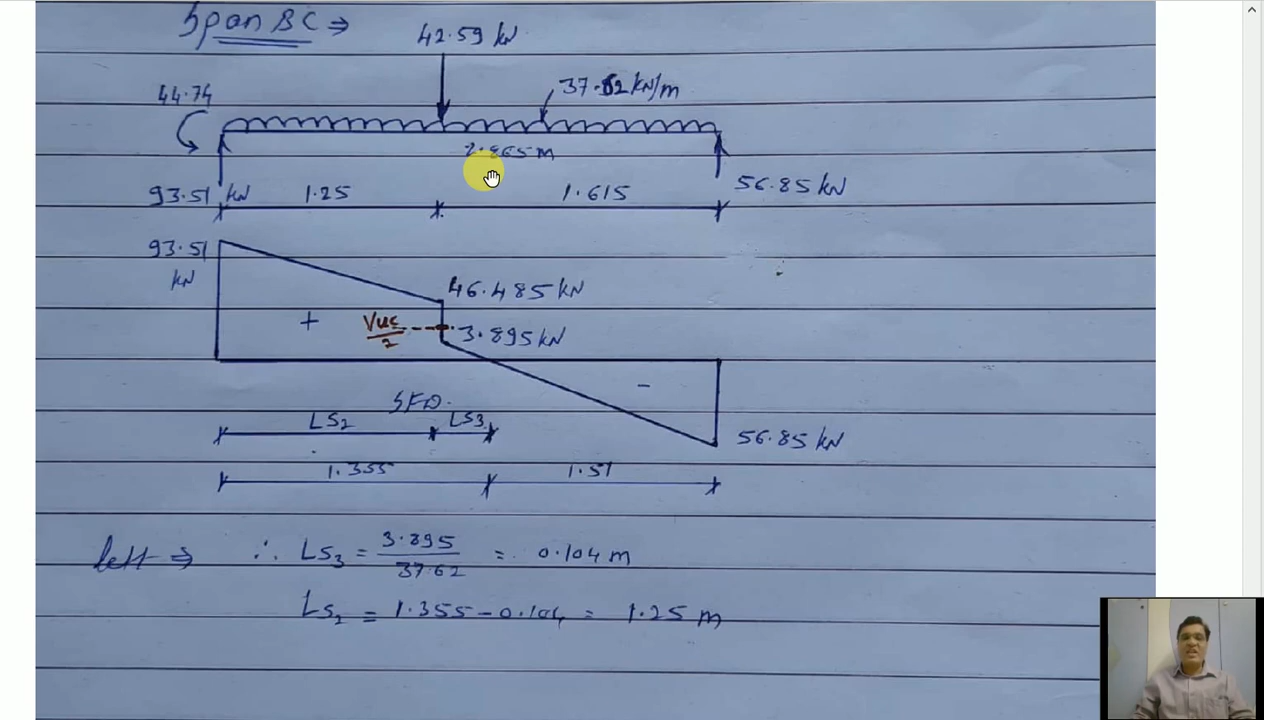 Span BC ⇒
42.59 kN
37.62 kN/m
44.74
2.865m
93.51 kN
1.25
1.615
56.85 kN
93.51
kN
46.485 kN
+
Vuc/2
3.895 kN
-
SFD.
LS2
LS3
56.85 kN
1.355
1.51
left ⇒ ∴ LS3 = 3.895/37.62 = 0.104 m
LS2 = 1.355 - 0.104 = 1.25 m